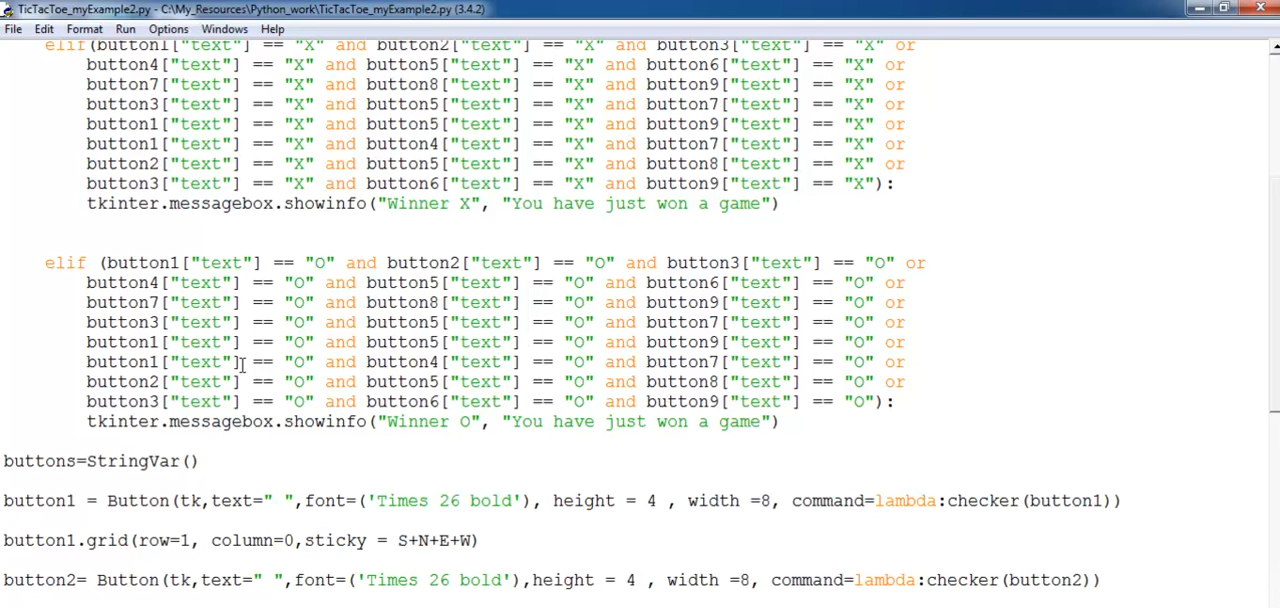 TicTacToe_myExample2.py - C:\My_Resources\Python_work\TicTacToe_myExample2.py (3.4.2)
File Edit Format Run Options Windows Help
elif(button1["text"] == "X" and button2["text"] == "X" and button3["text"] == "X" or
button4["text"] == "X" and button5["text"] == "X" and button6["text"] == "X" or
button7["text"] == "X" and button8["text"] == "X" and button9["text"] == "X" or
button3["text"] == "X" and button5["text"] == "X" and button7["text"] == "X" or
button1["text"] == "X" and button5["text"] == "X" and button9["text"] == "X" or
button1["text"] == "X" and button4["text"] == "X" and button7["text"] == "X" or
button2["text"] == "X" and button5["text"] == "X" and button8["text"] == "X" or
button3["text"] == "X" and button6["text"] == "X" and button9["text"] == "X"):
tkinter.messagebox.showinfo("Winner X", "You have just won a game")
elif (button1["text"] == "O" and button2["text"] == "O" and button3["text"] == "O" or
button4["text"] == "O" and button5["text"] == "O" and button6["text"] == "O" or
button7["text"] == "O" and button8["text"] == "O" and button9["text"] == "O" or
button3["text"] == "O" and button5["text"] == "O" and button7["text"] == "O" or
button1["text"] == "O" and button5["text"] == "O" and button9["text"] == "O" or
button1["text"] == "O" and button4["text"] == "O" and button7["text"] == "O" or
button2["text"] == "O" and button5["text"] == "O" and button8["text"] == "O" or
button3["text"] == "O" and button6["text"] == "O" and button9["text"] == "O"):
tkinter.messagebox.showinfo("Winner O", "You have just won a game")
buttons=StringVar()
button1 = Button(tk,text=" ",font=('Times 26 bold'), height = 4 , width =8, command=lambda:checker(button1))
button1.grid(row=1, column=0,sticky = S+N+E+W)
button2= Button(tk,text=" ",font=('Times 26 bold'),height = 4 , width =8, command=lambda:checker(button2))